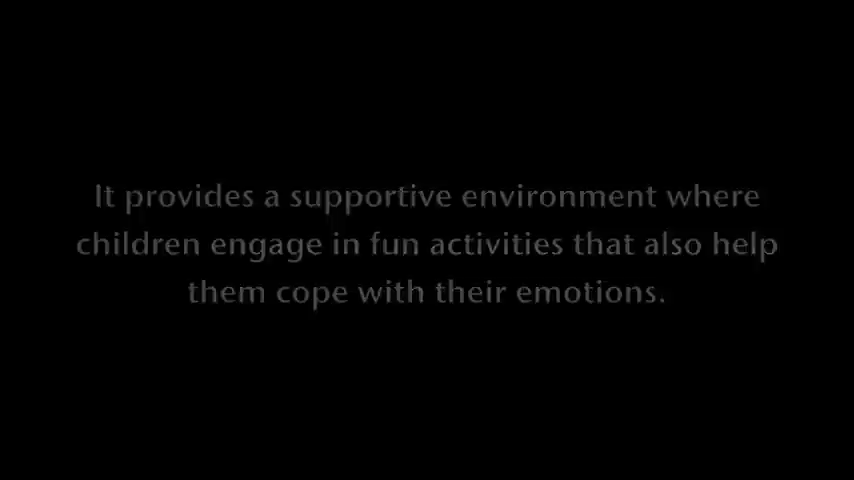 It provides a supportive environment where
children engage in fun activities that also help
them cope with their emotions.